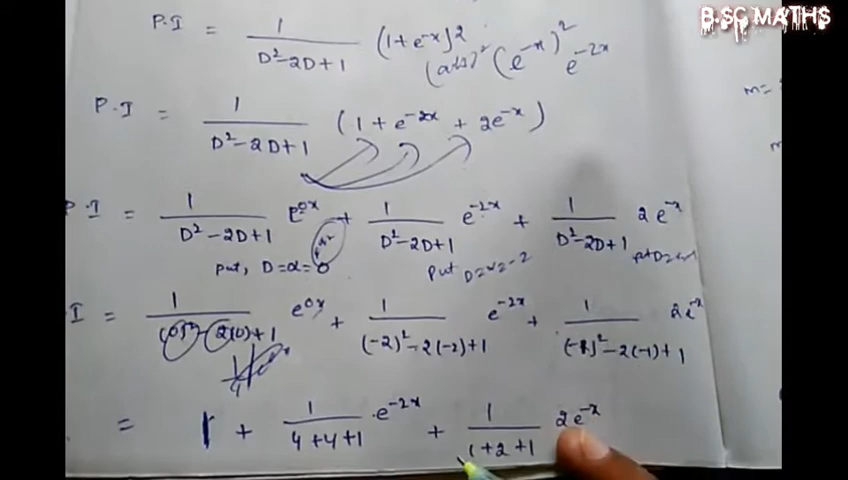 B.SC MATHS
P.I = 1/(D²-2D+1) (1+e^-x)²
(e^-x)² e^-2x
m=
P.I = 1/(D²-2D+1) (1 + e^-2x + 2e^-x)
P.I = 1/(D²-2D+1) e^0x + 1/(D²-2D+1) e^-2x + 1/(D²-2D+1) 2e^-x
put, D=α=0 put D=α=-2
I = 1/((0)²-2(0)+1) e^0x + 1/((-2)²-2(-2)+1) e^-2x + 1/((-1)²-2(-1)+1) 2e^-x
= 1 + 1/(4+4+1) .e^-2x + 1/(1+2+1) 2e^-x